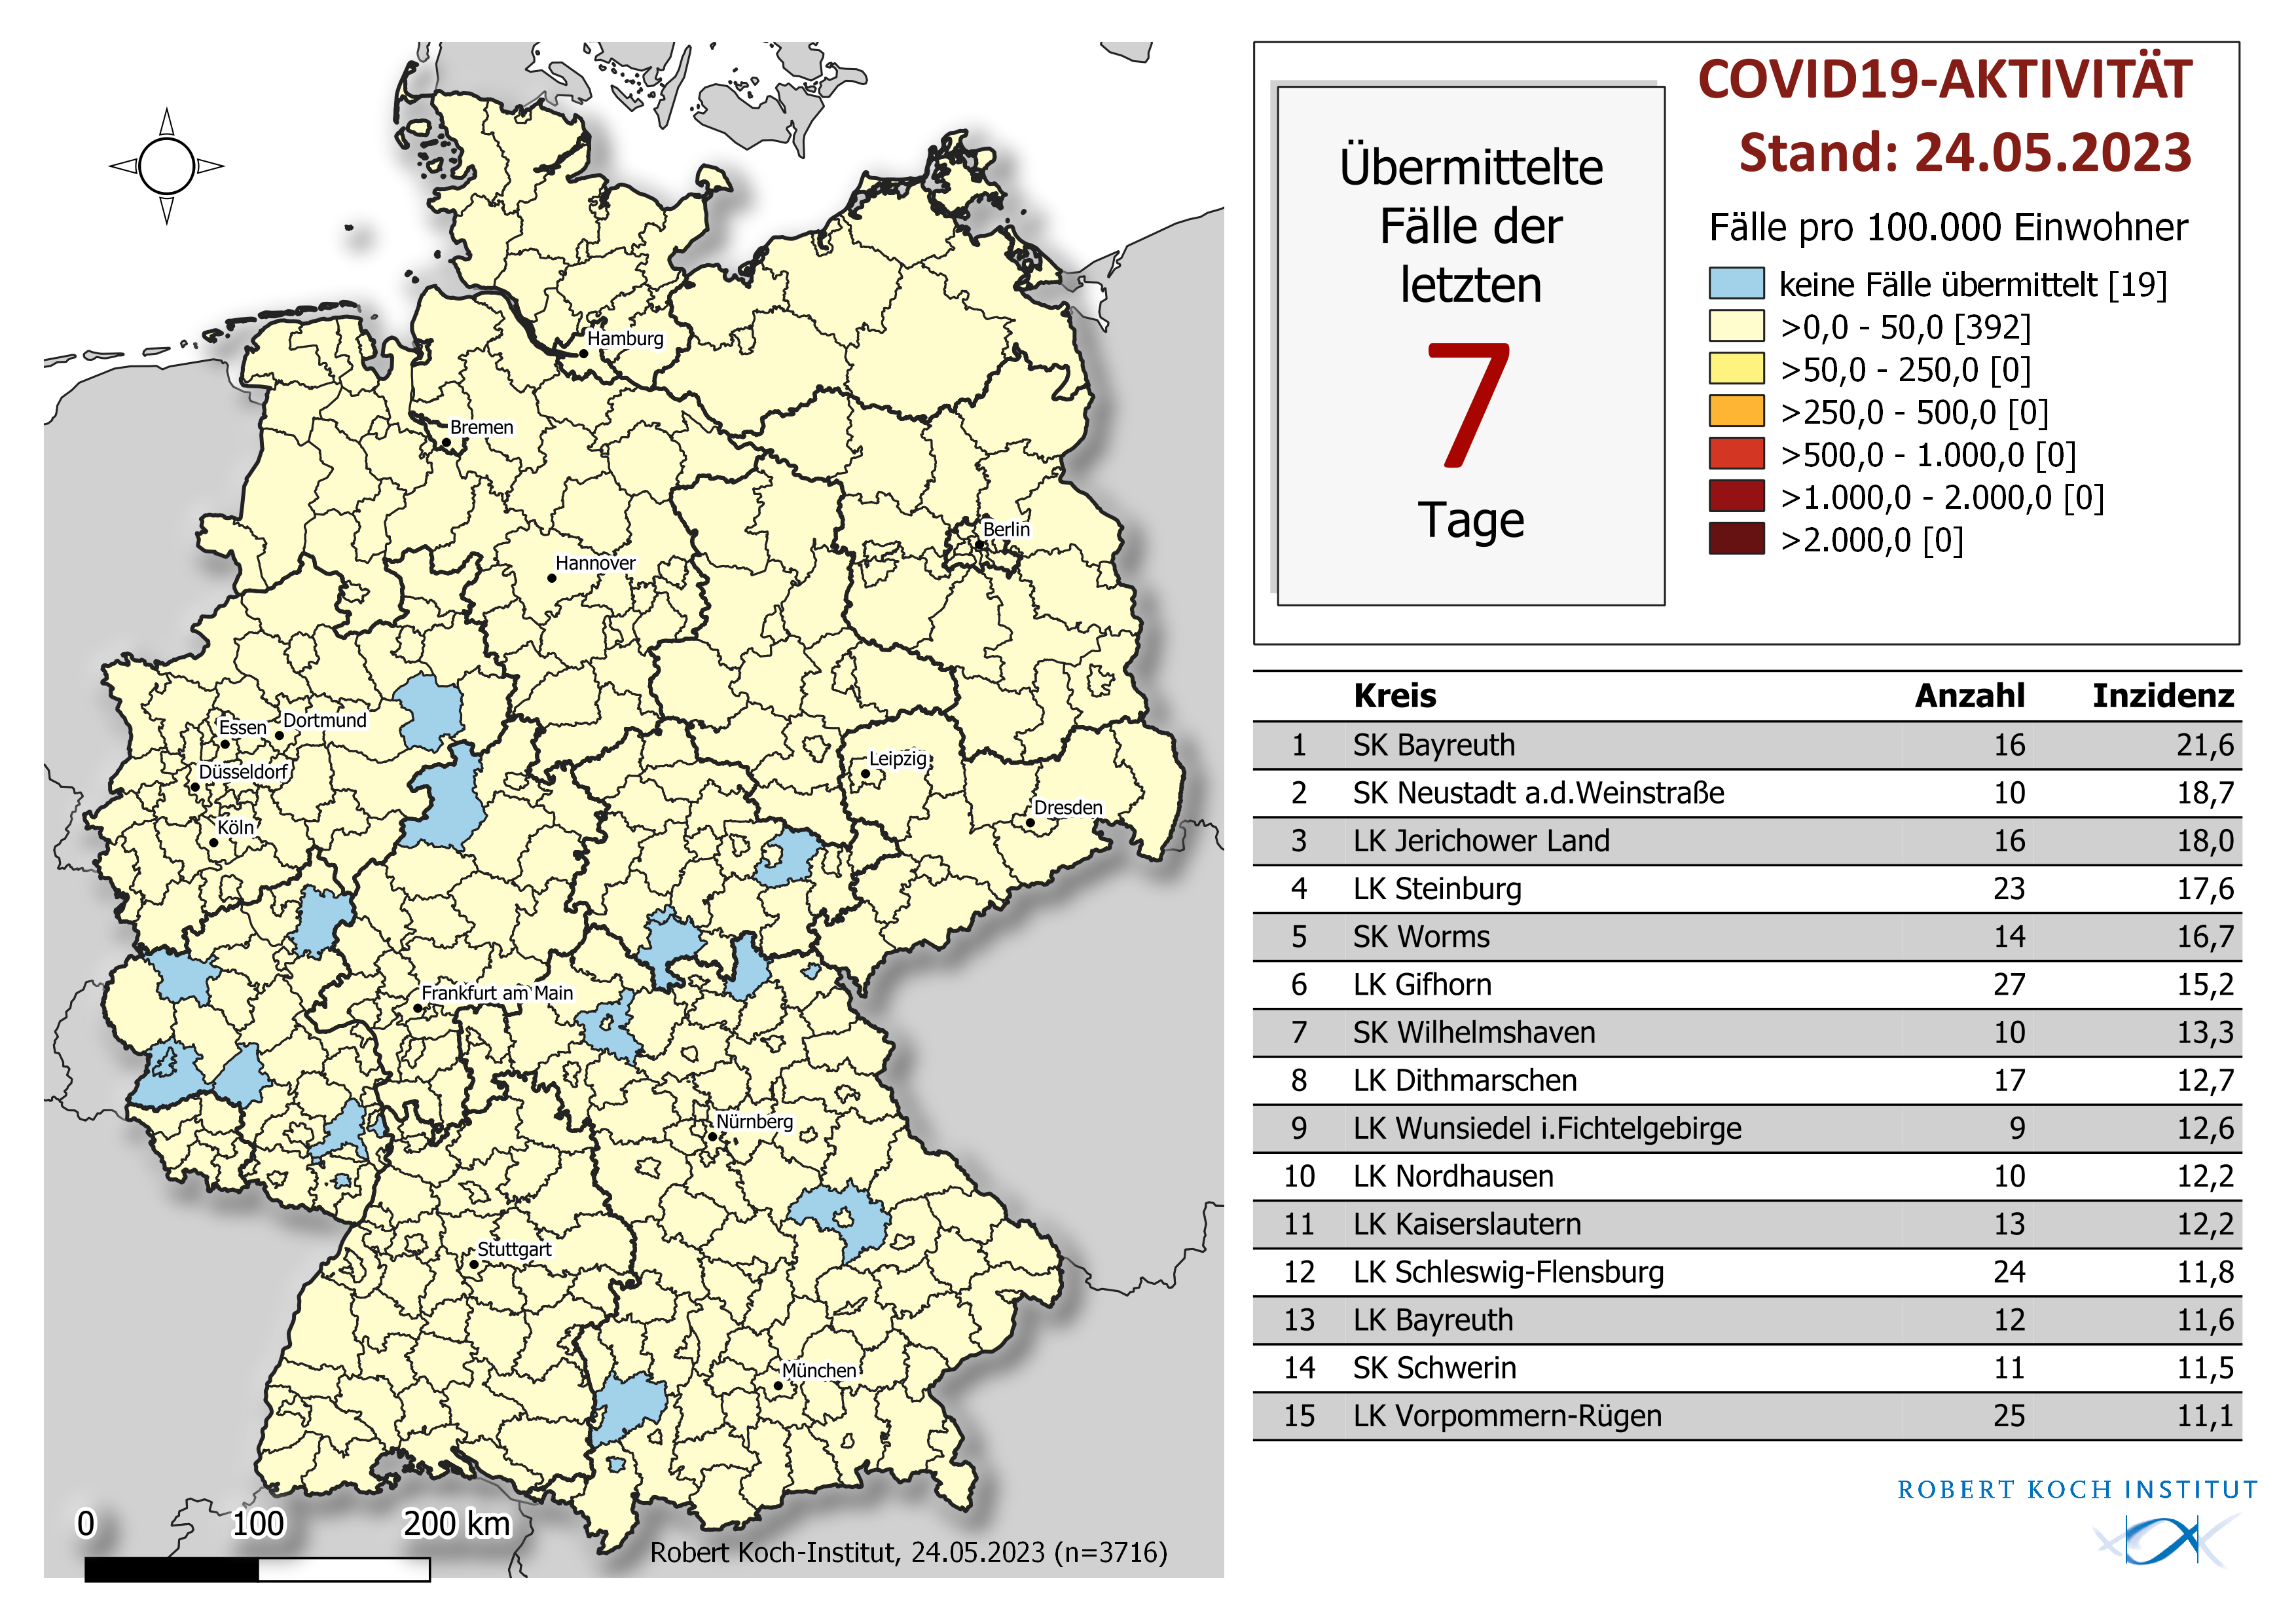 Hamburg
Bremen
Berlin
Hannover
Essen
Dortmund
Düsseldorf
Leipzig
Köln
Dresden
Frankfurt am Main
Nürnberg
Stuttgart
München
0 100 200 km
Robert Koch-Institut, 24.05.2023 (n=3716)
Übermittelte
Fälle der
letzten
7
Tage
COVID19-AKTIVITÄT
Stand: 24.05.2023
Fälle pro 100.000 Einwohner
keine Fälle übermittelt [19]
>0,0 - 50,0 [392]
>50,0 - 250,0 [0]
>250,0 - 500,0 [0]
>500,0 - 1.000,0 [0]
>1.000,0 - 2.000,0 [0]
>2.000,0 [0]
Kreis Anzahl Inzidenz
1 SK Bayreuth 16 21,6
2 SK Neustadt a.d.Weinstraße 10 18,7
3 LK Jerichower Land 16 18,0
4 LK Steinburg 23 17,6
5 SK Worms 14 16,7
6 LK Gifhorn 27 15,2
7 SK Wilhelmshaven 10 13,3
8 LK Dithmarschen 17 12,7
9 LK Wunsiedel i.Fichtelgebirge 9 12,6
10 LK Nordhausen 10 12,2
11 LK Kaiserslautern 13 12,2
12 LK Schleswig-Flensburg 24 11,8
13 LK Bayreuth 12 11,6
14 SK Schwerin 11 11,5
15 LK Vorpommern-Rügen 25 11,1
ROBERT KOCH INSTITUT